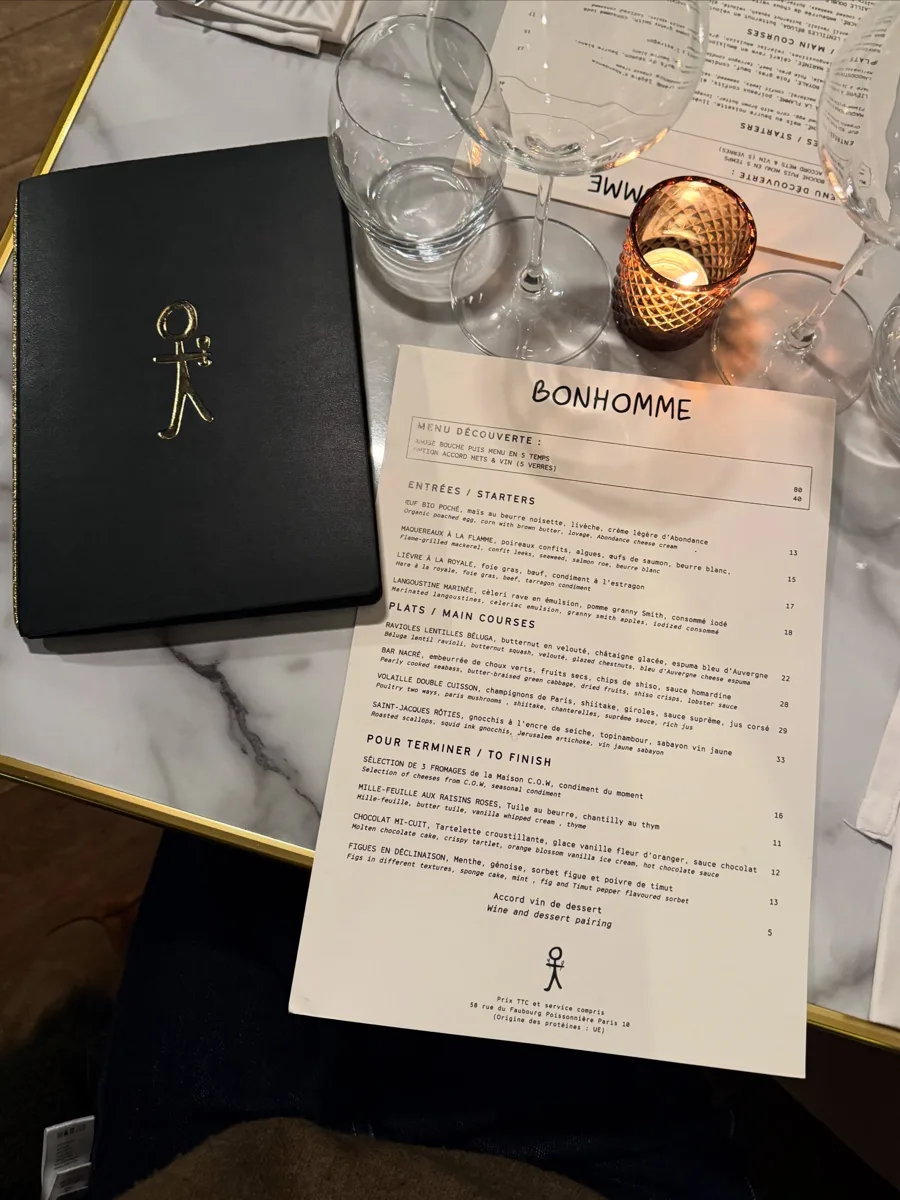 BONHOMME
MENU DÉCOUVERTE :
BOUCHE PUIS MENU EN 5 TEMPS
80
ACCORD METS & VIN (5 VERRES)
40
ENTRÉES / STARTERS
ŒUF BIO POCHÉ, maïs au beurre noisette, livèche, crème légère d'Abondance
Organic poached egg, corn with brown butter, lovage, Abondance cheese cream
13
MAQUEREAUX À LA FLAMME, poireaux confits, algues, œufs de saumon, beurre blanc,
Flame-grilled mackerel, confit leeks, seaweed, salmon roe, beurre blanc
15
LIÈVRE À LA ROYALE, foie gras, bœuf, condiment à l'estragon
Hare à la royale, foie gras, beef, tarragon condiment
17
LANGOUSTINE MARINÉE, cèleri rave en émulsion, pomme granny Smith, consommé iodé
Marinated langoustines, celeriac emulsion, granny smith apples, iodized consommé
18
PLATS / MAIN COURSES
RAVIOLES LENTILLES BÉLUGA, butternut en velouté, châtaigne glacée, espuma bleu d'Auvergne
Béluga lentil ravioli, butternut squash, velouté, glazed chestnuts, bleu d'Auvergne cheese espuma
22
BAR NACRÉ, embeurrée de choux verts, fruits secs, chips de shiso, sauce homardine
Pearly cooked seabass, butter-braised green cabbage, dried fruits, shiso crisps, lobster sauce
28
VOLAILLE DOUBLE CUISSON, champignons de Paris, shiitake, giroles, sauce suprême, jus corsé
Poultry two ways, paris mushrooms , shiitake, chanterelles, suprême sauce, rich jus
29
SAINT-JACQUES RÔTIES, gnocchis à l'encre de seiche, topinambour, sabayon vin jaune
Roasted scallops, squid ink gnocchis, Jerusalem artichoke, vin jaune sabayon
33
POUR TERMINER / TO FINISH
SÉLECTION DE 3 FROMAGES de la Maison C.O.W, condiment du moment
Selection of cheeses from C.O.W, seasonal condiment
16
MILLE-FEUILLE AUX RAISINS ROSES, Tuile au beurre, chantilly au thym
Mille-feuille, butter tuile, vanilla whipped cream , thyme
11
CHOCOLAT MI-CUIT, Tartelette croustillante, glace vanille fleur d'oranger, sauce chocolat
Molten chocolate cake, crispy tartlet, orange blossom vanilla ice cream, hot chocolate sauce
12
FIGUES EN DÉCLINAISON, Menthe, génoise, sorbet figue et poivre de timut
Figs in different textures, sponge cake, mint , fig and Timut pepper flavoured sorbet
13
Accord vin de dessert
Wine and dessert pairing
5
Prix TTC et service compris
58 rue du Faubourg Poissonnière Paris 10
(Origine des protéines : UE)